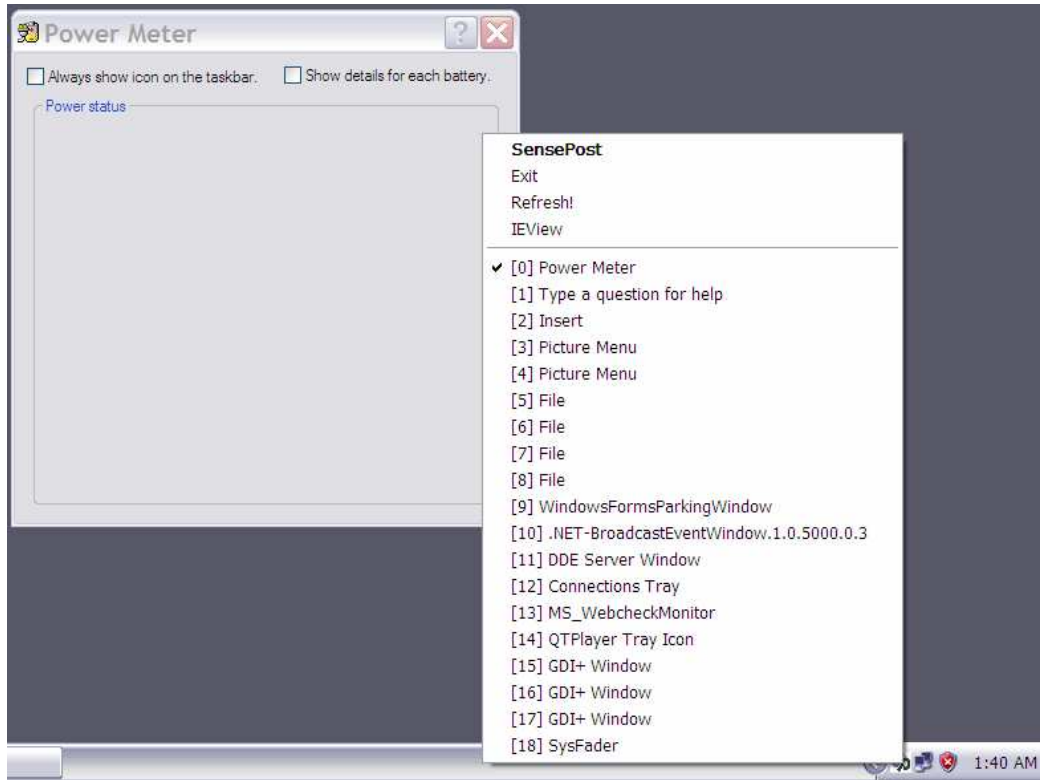 Power Meter
Always show icon on the taskbar. Show details for each battery.
Power status
SensePost
Exit
Refresh!
IEView
[0] Power Meter
[1] Type a question for help
[2] Insert
[3] Picture Menu
[4] Picture Menu
[5] File
[6] File
[7] File
[8] File
[9] WindowsFormsParkingWindow
[10] .NET-BroadcastEventWindow.1.0.5000.0.3
[11] DDE Server Window
[12] Connections Tray
[13] MS_WebcheckMonitor
[14] QTPlayer Tray Icon
[15] GDI+ Window
[16] GDI+ Window
[17] GDI+ Window
[18] SysFader
1:40 AM